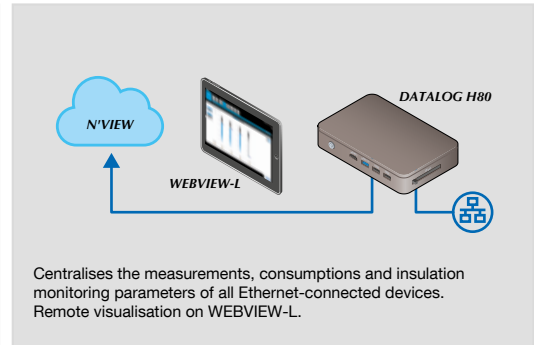 N'VIEW
WEBVIEW-L
DATALOG H80
Centralises the measurements, consumptions and insulation
monitoring parameters of all Ethernet-connected devices.
Remote visualisation on WEBVIEW-L.